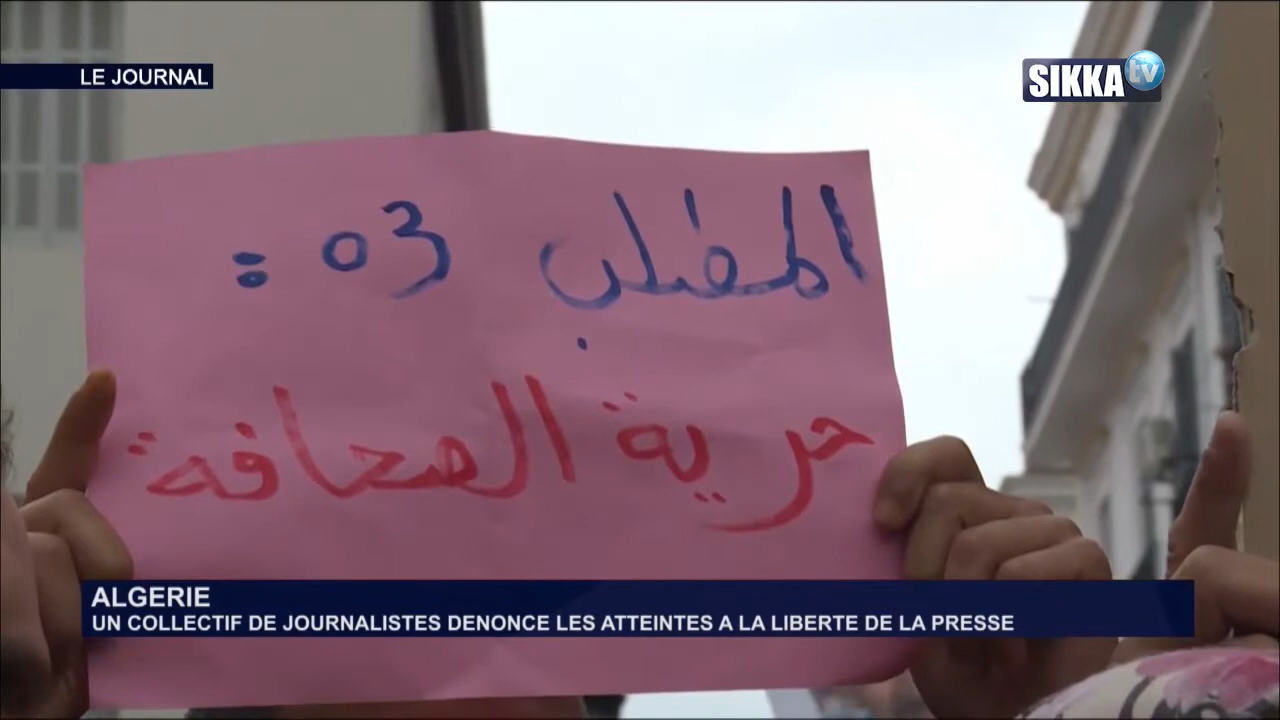 LE JOURNAL
SIKKA tv
المطلب 03 :
حرية الصحافة
ALGERIE
UN COLLECTIF DE JOURNALISTES DENONCE LES ATTEINTES A LA LIBERTE DE LA PRESSE